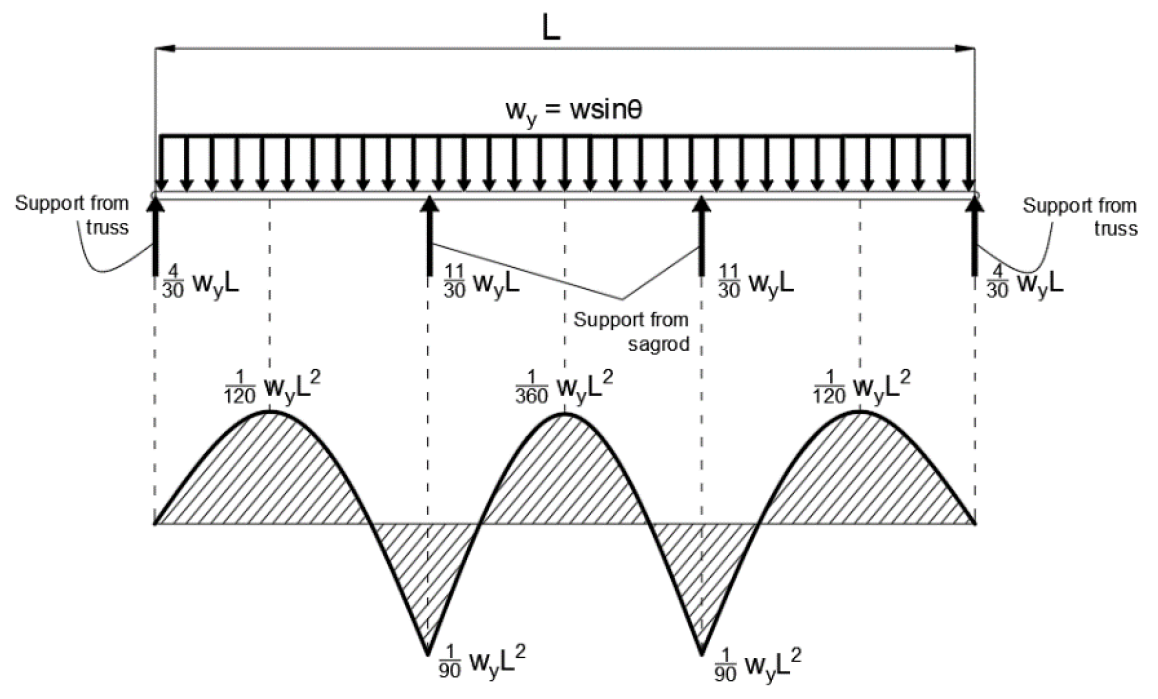 L
w_y = wsinθ
Support from
truss
Support from
truss
4/30 w_yL
11/30 w_yL
11/30 w_yL
4/30 w_yL
Support from
sagrod
1/120 w_yL²
1/360 w_yL²
1/120 w_yL²
1/90 w_yL²
1/90 w_yL²